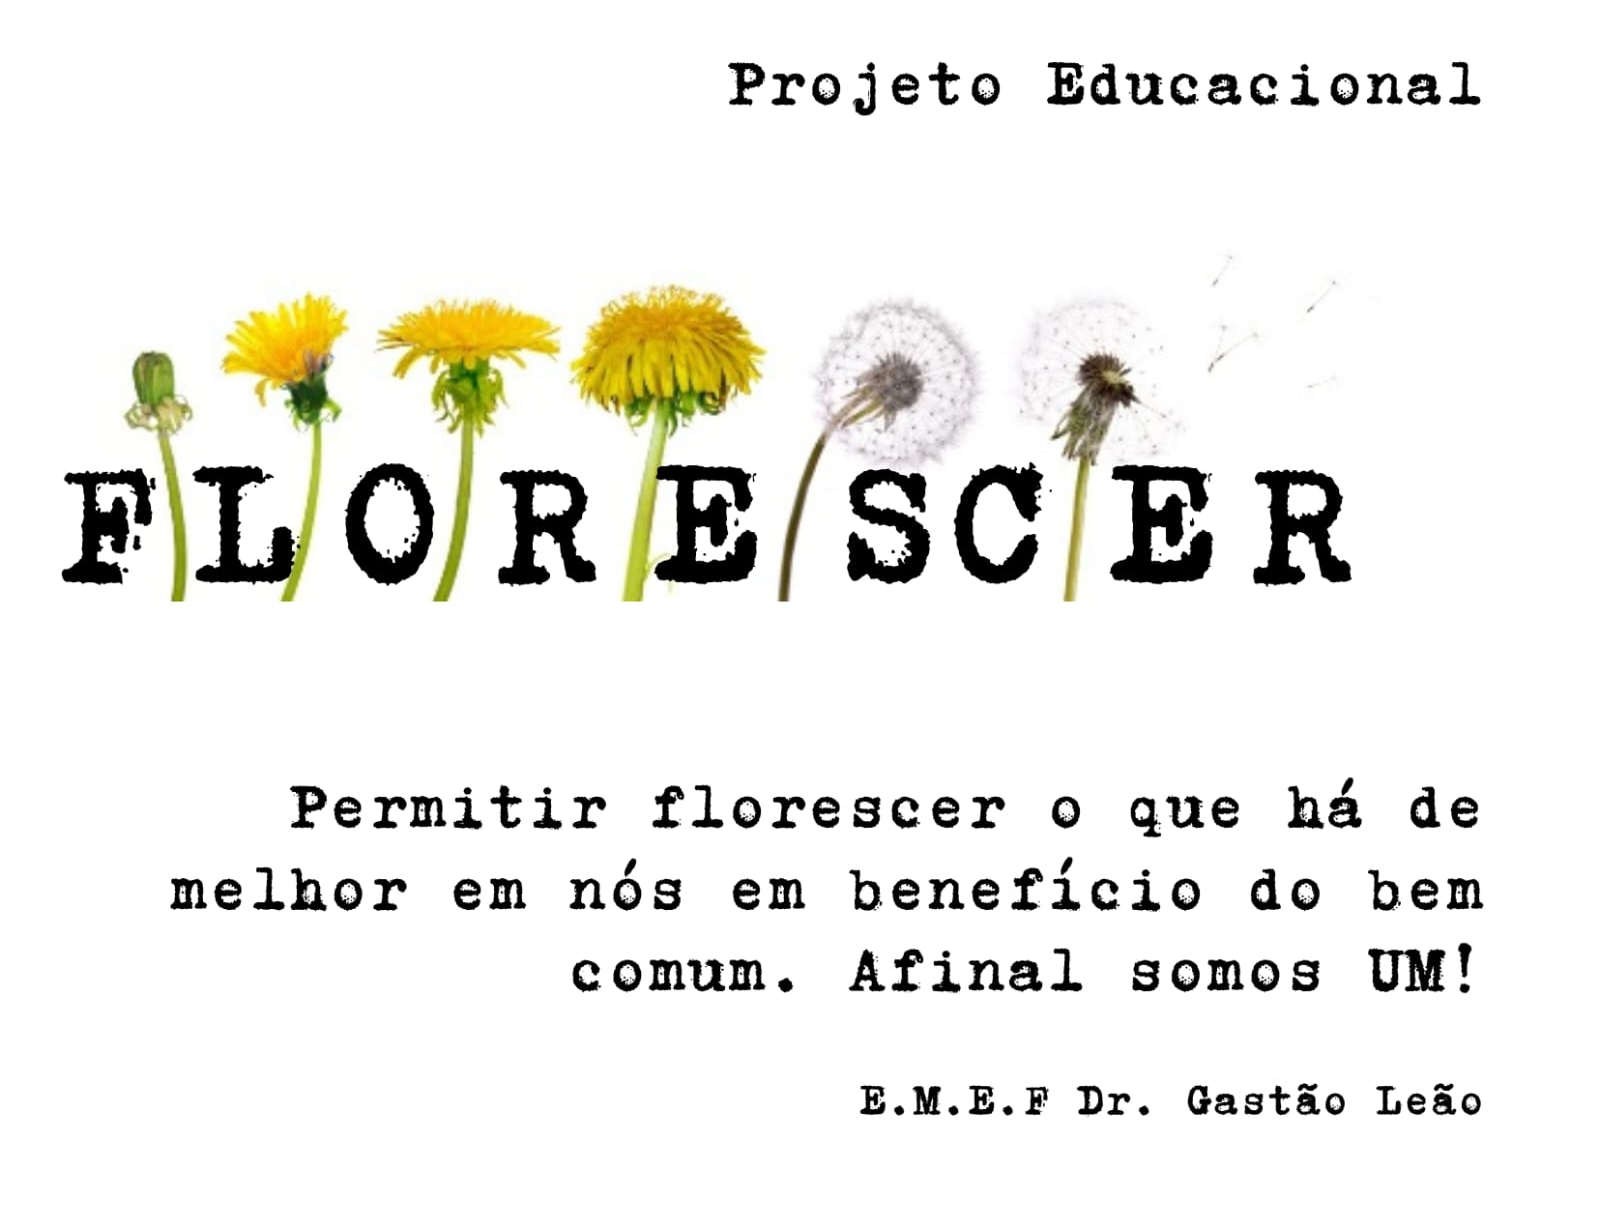 Projeto Educacional
FLORESCER
Permitir florescer o que há de
melhor em nós em benefício do bem
comum. Afinal somos UM!
E.M.E.F Dr. Gastão Leão